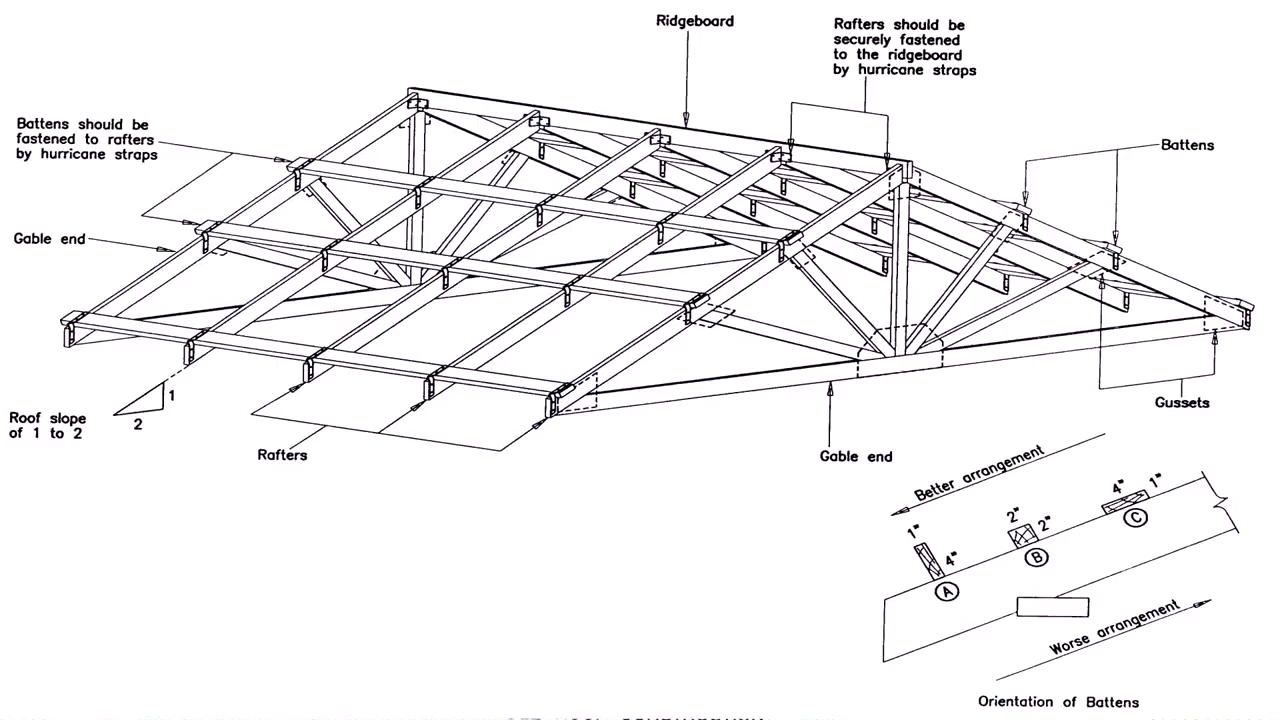 Ridgeboard
Rafters should be
securely fastened
to the ridgeboard
by hurricane straps
Battens should be
fastened to rafters
by hurricane straps
Battens
Gable end
1
2
Roof slope
of 1 to 2
Rafters
Gable end
Gussets
Better arrangement
1"
4"
A
2"
2"
B
4"
1"
C
Worse arrangement
Orientation of Battens